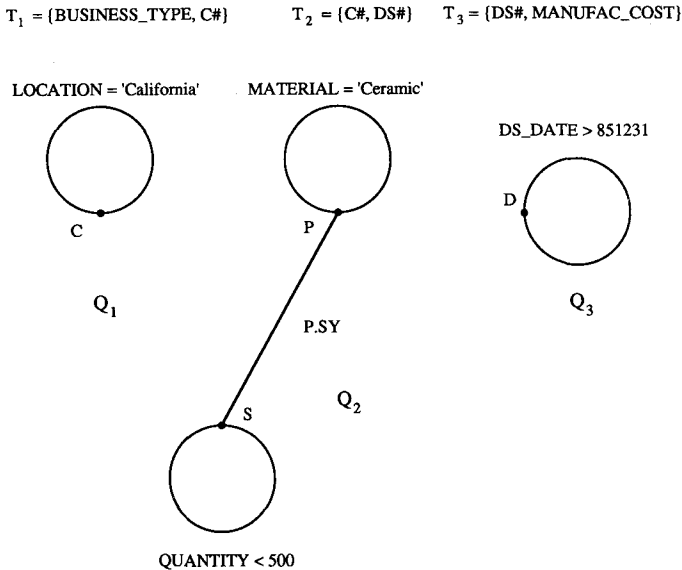 T1 = {BUSINESS_TYPE, C#} T2 = {C#, DS#} T3 = {DS#, MANUFAC_COST}
LOCATION = 'California' MATERIAL = 'Ceramic'
DS_DATE > 851231
C P D
Q1 P.SY Q3
Q2
S
QUANTITY < 500